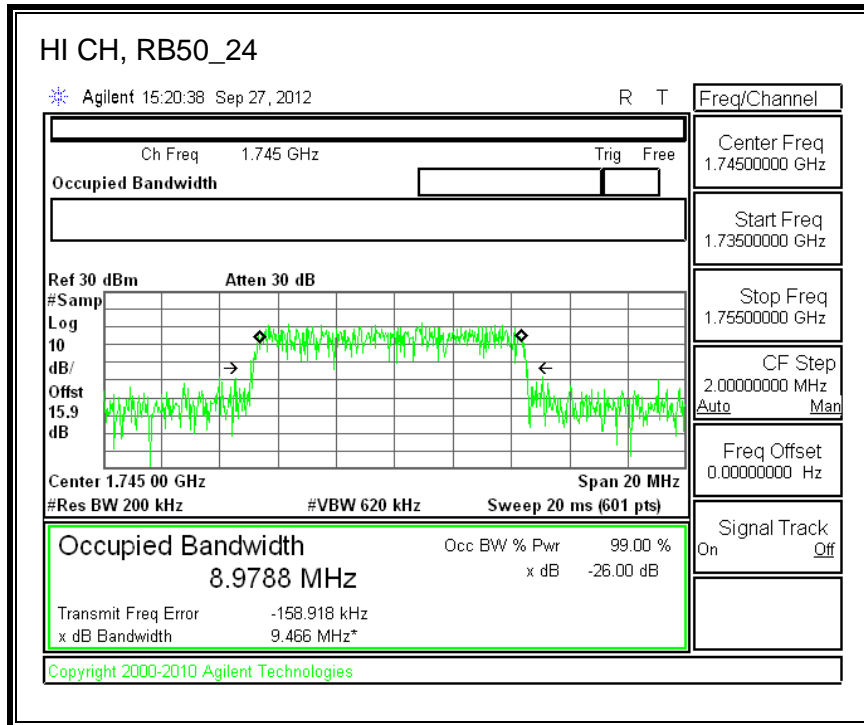 HI CH, RB50_24
Agilent 15:20:38 Sep 27, 2012 R T
Freq/Channel
Ch Freq 1.745 GHz Trig Free
Occupied Bandwidth
Center Freq
1.74500000 GHz
Start Freq
1.73500000 GHz
Stop Freq
1.75500000 GHz
CF Step
2.00000000 MHz
Auto Man
Freq Offset
0.00000000 Hz
Signal Track
On Off
Ref 30 dBm Atten 30 dB
#Samp
Log
10
dB/
Offst
15.9
dB
Center 1.745 00 GHz Span 20 MHz
#Res BW 200 kHz #VBW 620 kHz Sweep 20 ms (601 pts)
Occupied Bandwidth Occ BW % Pwr 99.00 %
8.9788 MHz x dB -26.00 dB
Transmit Freq Error -158.918 kHz
x dB Bandwidth 9.466 MHz*
Copyright 2000-2010 Agilent Technologies